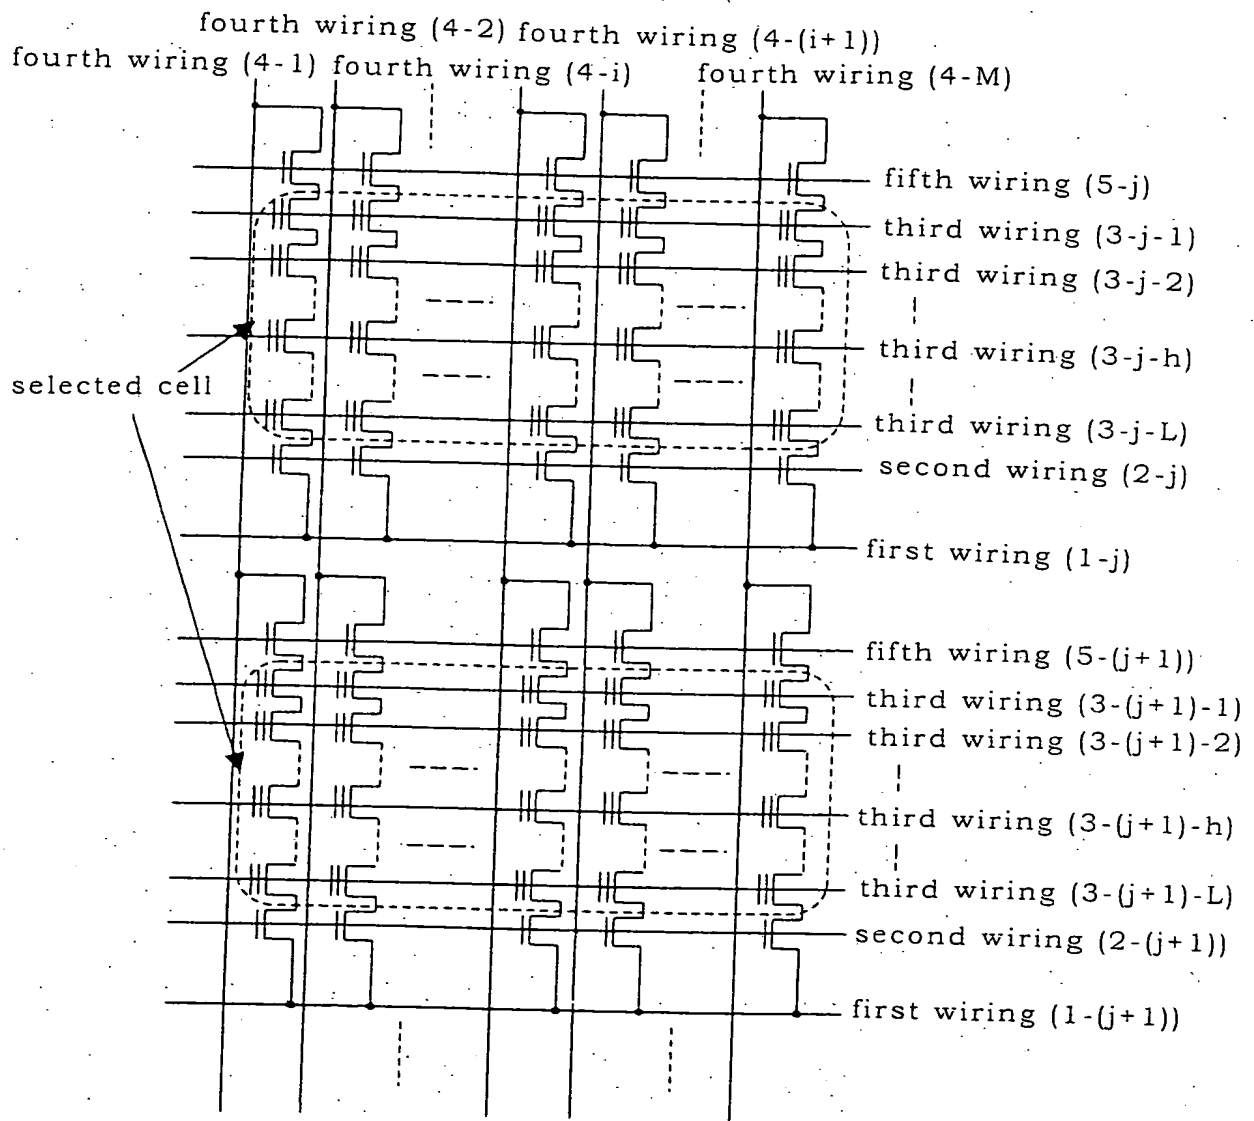 fourth wiring (4-2) fourth wiring (4-(i+1))
fourth wiring (4-1) fourth wiring (4-i) fourth wiring (4-M)
fifth wiring (5-j)
third wiring (3-j-1)
third wiring (3-j-2)
third wiring (3-j-h)
selected cell
third wiring (3-j-L)
second wiring (2-j)
first wiring (1-j)
fifth wiring (5-(j+1))
third wiring (3-(j+1)-1)
third wiring (3-(j+1)-2)
third wiring (3-(j+1)-h)
third wiring (3-(j+1)-L)
second wiring (2-(j+1))
first wiring (1-(j+1))